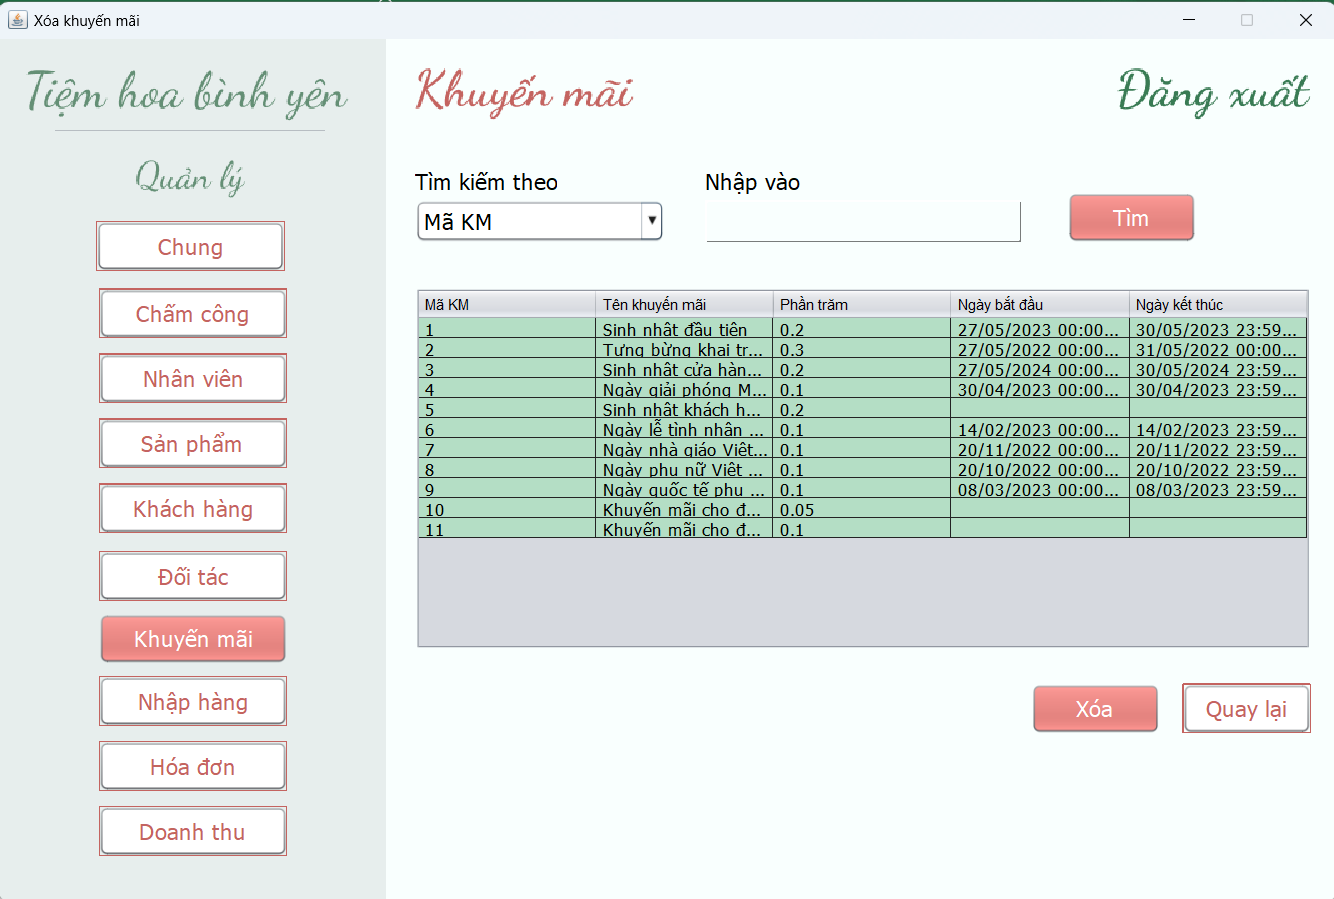 Xóa khuyến mãi
Tiệm hoa bình yên
Quản lý
Chung
Chấm công
Nhân viên
Sản phẩm
Khách hàng
Đối tác
Khuyến mãi
Nhập hàng
Hóa đơn
Doanh thu
Khuyến mãi
Đăng xuất
Tìm kiếm theo
Nhập vào
Mã KM
Tìm
Mã KM Tên khuyến mãi Phần trăm Ngày bắt đầu Ngày kết thúc
1 Sinh nhật đầu tiên 0.2 27/05/2023 00:00... 30/05/2023 23:59...
2 Tưng bừng khai tr... 0.3 27/05/2022 00:00... 31/05/2022 00:00...
3 Sinh nhật cửa hàn... 0.2 27/05/2024 00:00... 30/05/2024 23:59...
4 Ngày giải phóng M... 0.1 30/04/2023 00:00... 30/04/2023 23:59...
5 Sinh nhật khách h... 0.2
6 Ngày lễ tình nhân ... 0.1 14/02/2023 00:00... 14/02/2023 23:59...
7 Ngày nhà giáo Việt... 0.1 20/11/2022 00:00... 20/11/2022 23:59...
8 Ngày phụ nữ Việt ... 0.1 20/10/2022 00:00... 20/10/2022 23:59...
9 Ngày quốc tế phụ ... 0.1 08/03/2023 00:00... 08/03/2023 23:59...
10 Khuyến mãi cho đ... 0.05
11 Khuyến mãi cho đ... 0.1
Xóa
Quay lại